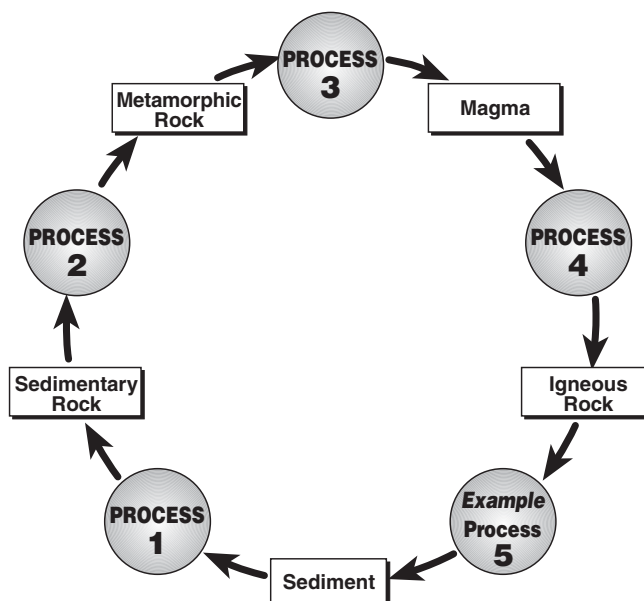 PROCESS
3
Metamorphic
Rock
Magma
PROCESS
2
PROCESS
4
Sedimentary
Rock
Igneous
Rock
PROCESS
1
Example
Process
5
Sediment